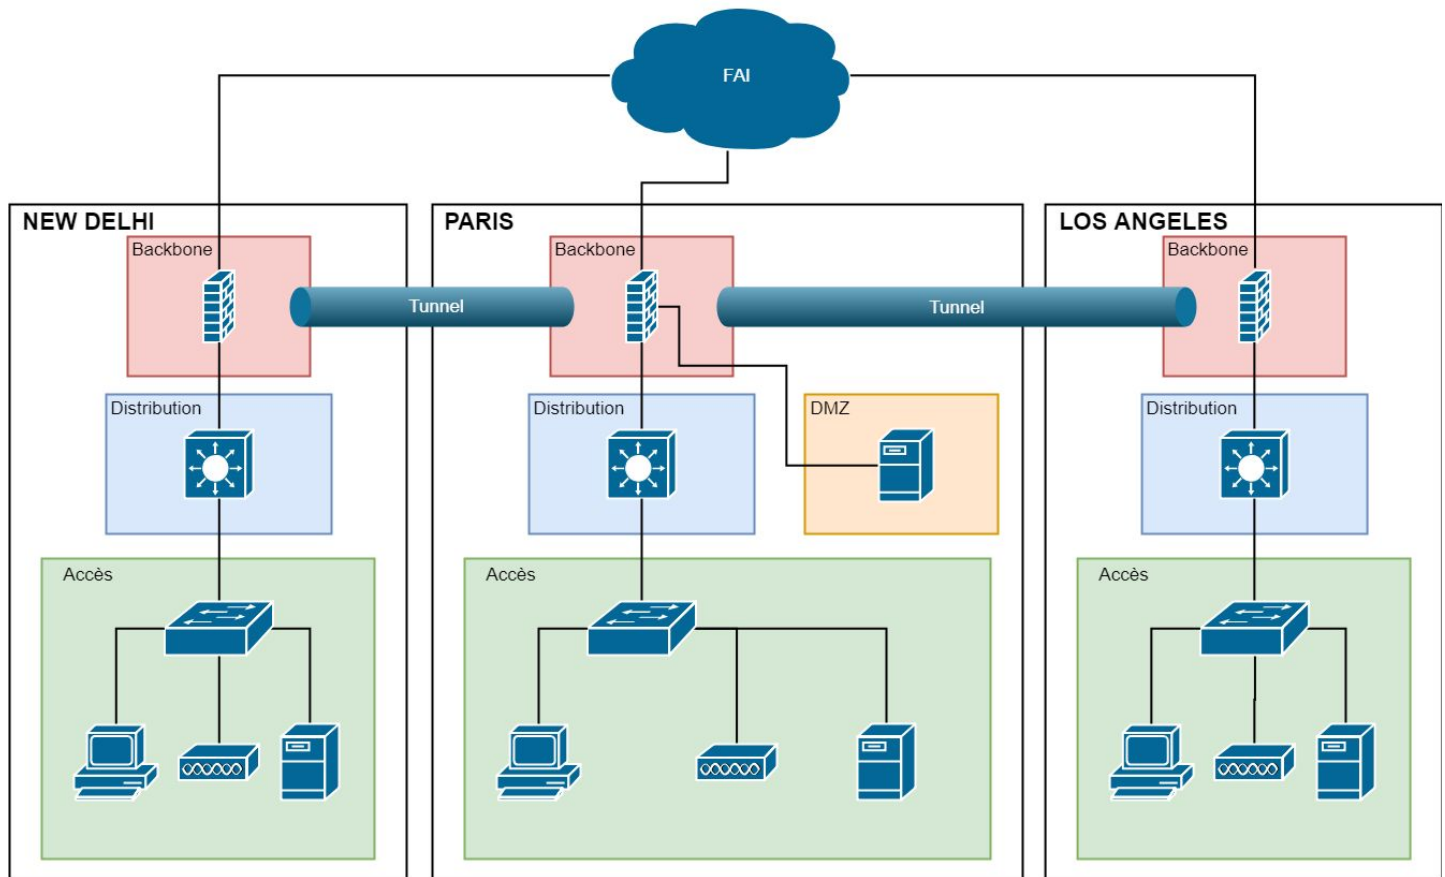 FAI
NEW DELHI
PARIS
LOS ANGELES
Backbone
Backbone
Backbone
Tunnel
Tunnel
Distribution
Distribution
DMZ
Distribution
Accès
Accès
Accès